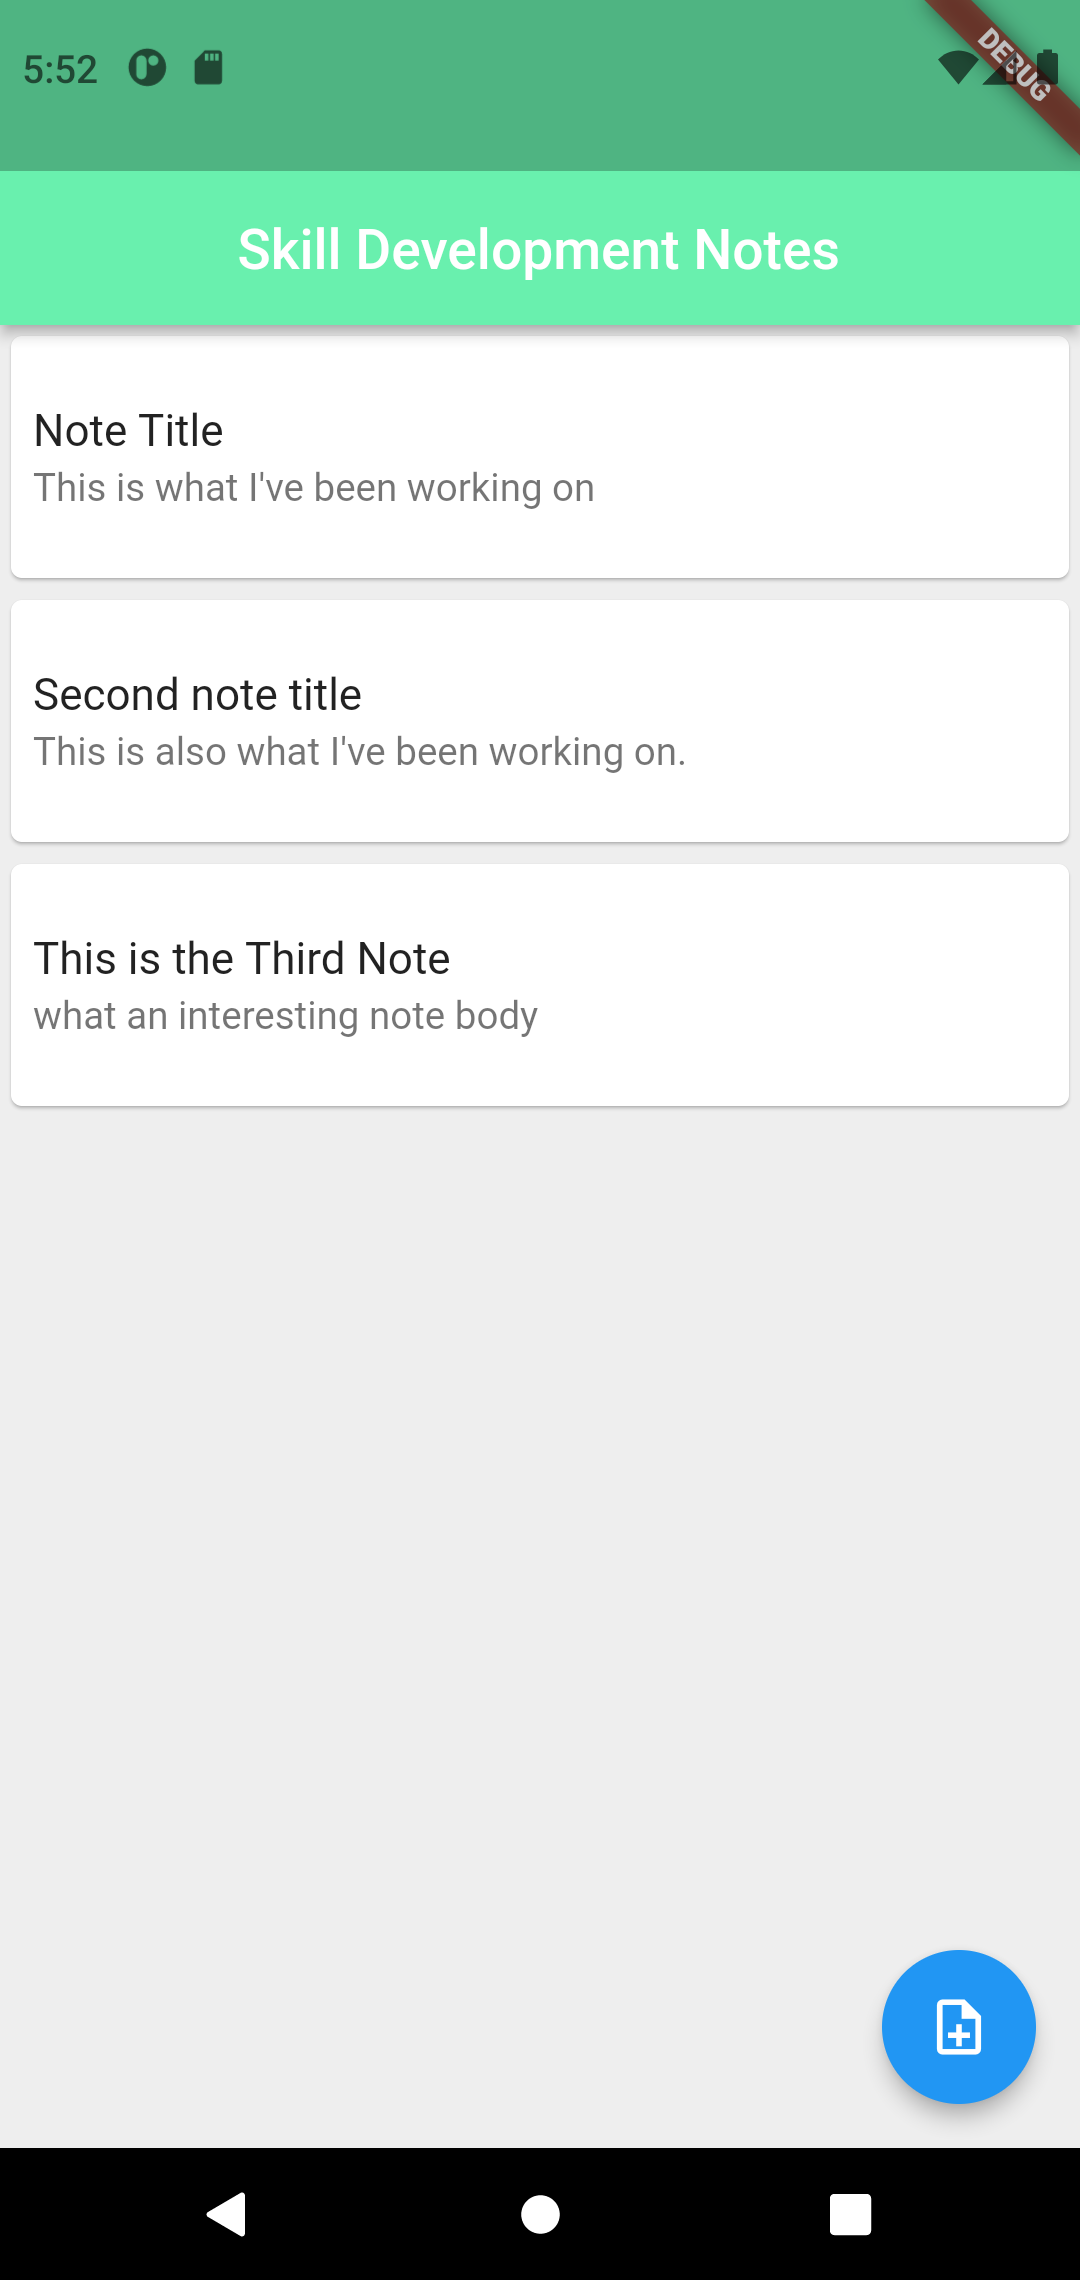 5:52
DEBUG
Skill Development Notes
Note Title
This is what I've been working on
Second note title
This is also what I've been working on.
This is the Third Note
what an interesting note body